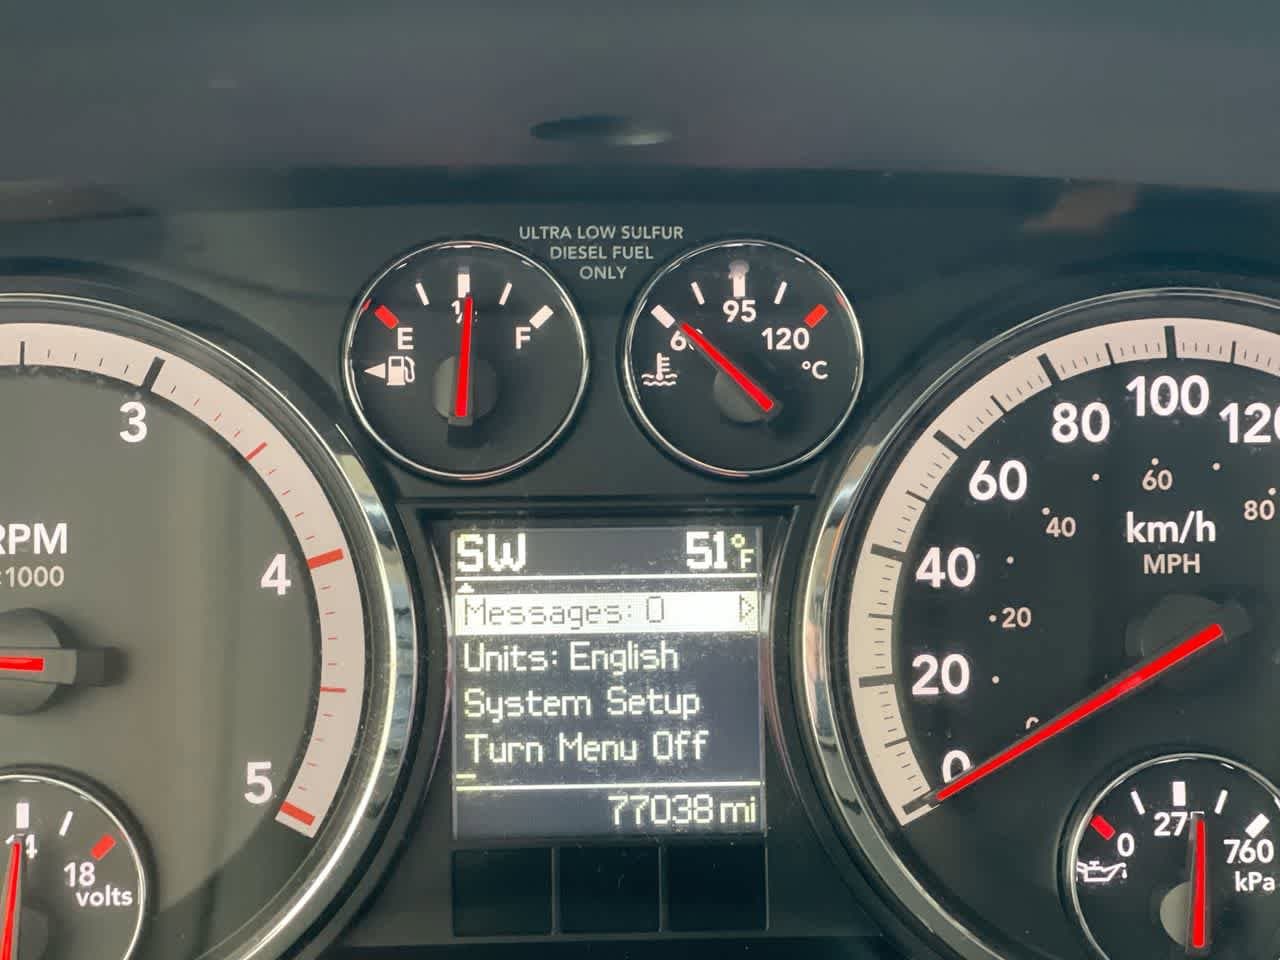 ULTRA LOW SULFUR
DIESEL FUEL
ONLY
E
F
95
120
°C
3
4
5
RPM
18
volts
SW 51°F
Messages: 0
Units: English
System Setup
Turn Menu Off
77038 mi
0
20
40
60
80
100
20
40
60
80
km/h
MPH
0
760
kPa